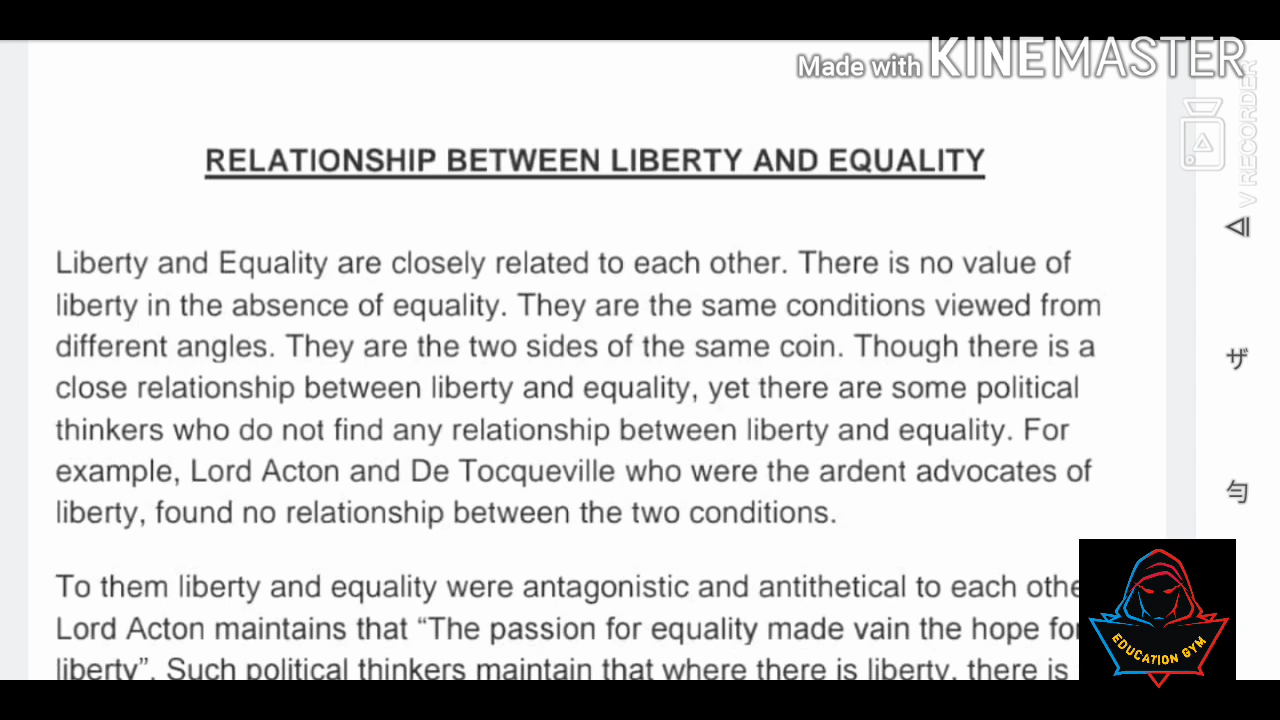 Made with KINEMASTER
V RECORDER
RELATIONSHIP BETWEEN LIBERTY AND EQUALITY
Liberty and Equality are closely related to each other. There is no value of
liberty in the absence of equality. They are the same conditions viewed from
different angles. They are the two sides of the same coin. Though there is a
close relationship between liberty and equality, yet there are some political
thinkers who do not find any relationship between liberty and equality. For
example, Lord Acton and De Tocqueville who were the ardent advocates of
liberty, found no relationship between the two conditions.
To them liberty and equality were antagonistic and antithetical to each othe
Lord Acton maintains that “The passion for equality made vain the hope for
liberty”. Such political thinkers maintain that where there is liberty, there is
EDUCATION GYM